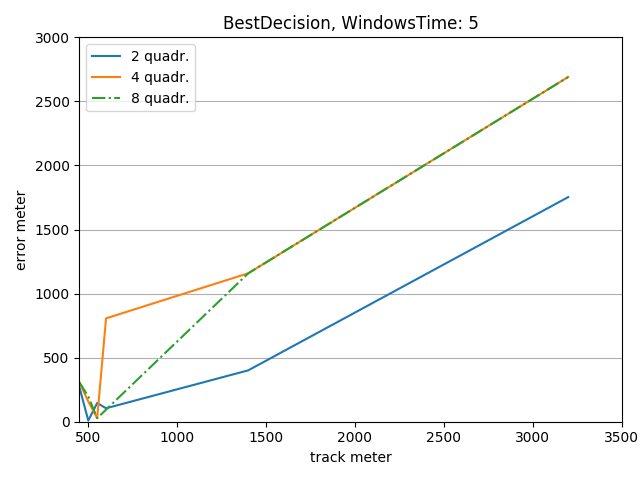 BestDecision, WindowsTime: 5
2 quadr.
4 quadr.
8 quadr.
error meter
3000
2500
2000
1500
1000
500
0
500 1000 1500 2000 2500 3000 3500
track meter